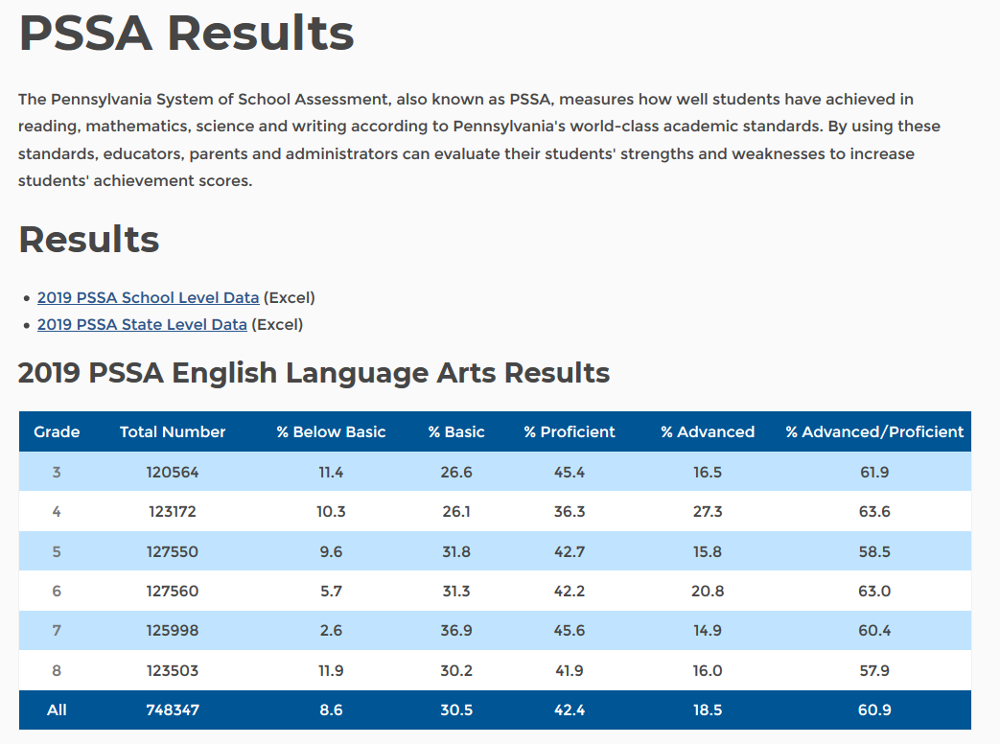 PSSA Results
The Pennsylvania System of School Assessment, also known as PSSA, measures how well students have achieved in
reading, mathematics, science and writing according to Pennsylvania's world-class academic standards. By using these
standards, educators, parents and administrators can evaluate their students' strengths and weaknesses to increase
students' achievement scores.
Results
• 2019 PSSA School Level Data (Excel)
• 2019 PSSA State Level Data (Excel)
2019 PSSA English Language Arts Results
Grade Total Number % Below Basic % Basic % Proficient % Advanced % Advanced/Proficient
3 120564 11.4 26.6 45.4 16.5 61.9
4 123172 10.3 26.1 36.3 27.3 63.6
5 127550 9.6 31.8 42.7 15.8 58.5
6 127560 5.7 31.3 42.2 20.8 63.0
7 125998 2.6 36.9 45.6 14.9 60.4
8 123503 11.9 30.2 41.9 16.0 57.9
All 748347 8.6 30.5 42.4 18.5 60.9